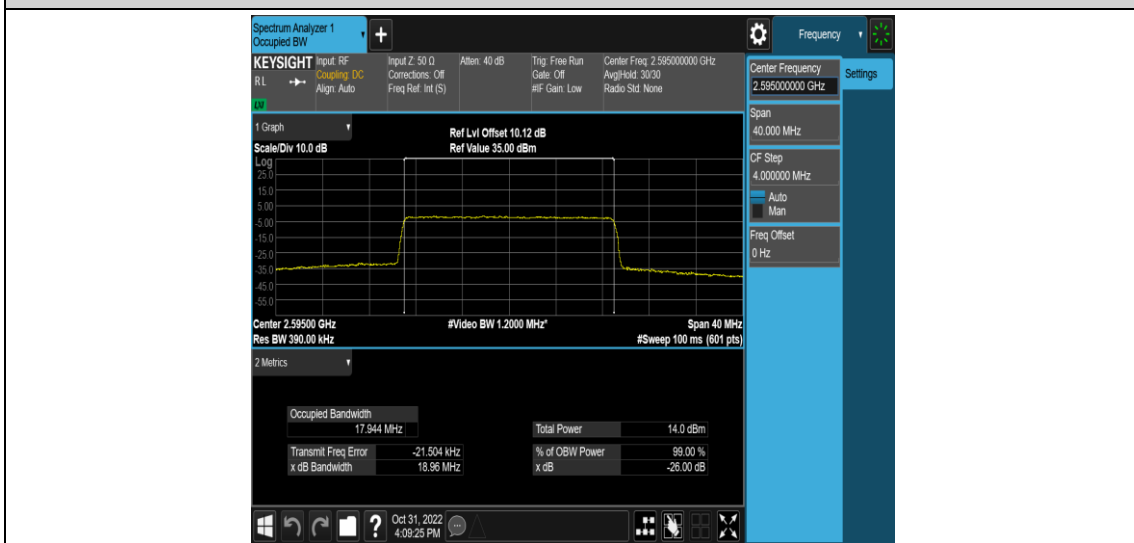 Spectrum Analyzer 1
Occupied BW
+
Frequency
KEYSIGHT
RL
LXI
Input: RF
Coupling: DC
Align: Auto
Input Z: 50 Ω
Corrections: Off
Freq Ref: Int (S)
Atten: 40 dB
Trig: Free Run
Gate: Off
#IF Gain: Low
Center Freq: 2.595000000 GHz
Avg|Hold: 30/30
Radio Std: None
Center Frequency
2.595000000 GHz
Settings
Span
40.000 MHz
CF Step
4.000000 MHz
Auto
Man
Freq Offset
0 Hz
1 Graph
Scale/Div 10.0 dB
Ref Lvl Offset 10.12 dB
Ref Value 35.00 dBm
Log
25.0
15.0
5.00
-5.00
-15.0
-25.0
-35.0
-45.0
-55.0
Center 2.59500 GHz
#Video BW 1.2000 MHz*
Span 40 MHz
Res BW 390.00 kHz
#Sweep 100 ms (601 pts)
2 Metrics
Occupied Bandwidth
17.944 MHz
Total Power 14.0 dBm
Transmit Freq Error -21.504 kHz
% of OBW Power 99.00 %
x dB Bandwidth 18.96 MHz
x dB -26.00 dB
?
Oct 31, 2022
4:09:25 PM